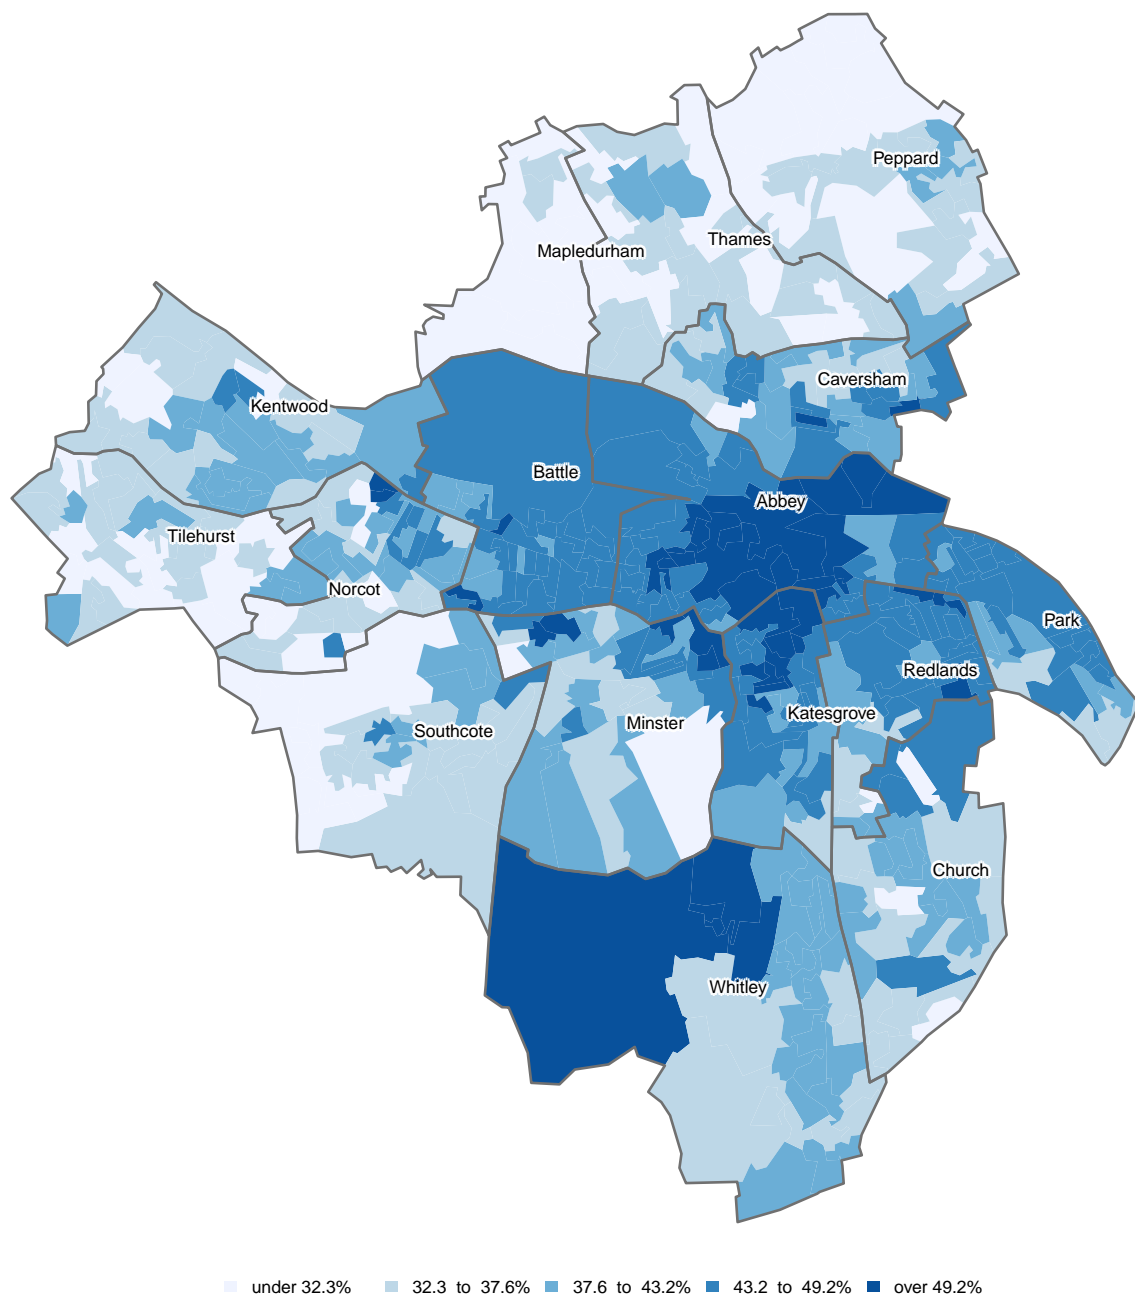 Peppard
Thames
Mapledurham
Caversham
Kentwood
Battle
Abbey
Tilehurst
Norcot
Park
Redlands
Katesgrove
Minster
Southcote
Church
Whitley
under 32.3% 32.3 to 37.6% 37.6 to 43.2% 43.2 to 49.2% over 49.2%